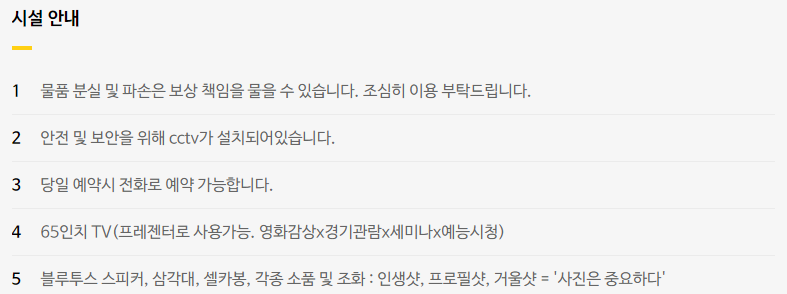 시설 안내
1 물품 분실 및 파손은 보상 책임을 물을 수 있습니다. 조심히 이용 부탁드립니다.
2 안전 및 보안을 위해 cctv가 설치되어있습니다.
3 당일 예약시 전화로 예약 가능합니다.
4 65인치 TV(프레젠터로 사용가능. 영화감상x경기관람x세미나x예능시청)
5 블루투스 스피커, 삼각대, 셀카봉, 각종 소품 및 조화 : 인생샷, 프로필샷, 거울샷 = '사진은 중요하다'